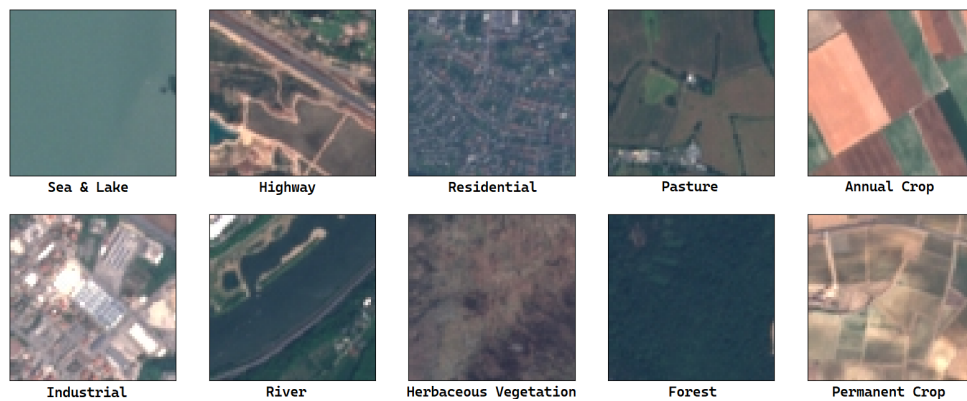 Sea & Lake
Highway
Residential
Pasture
Annual Crop
Industrial
River
Herbaceous Vegetation
Forest
Permanent Crop